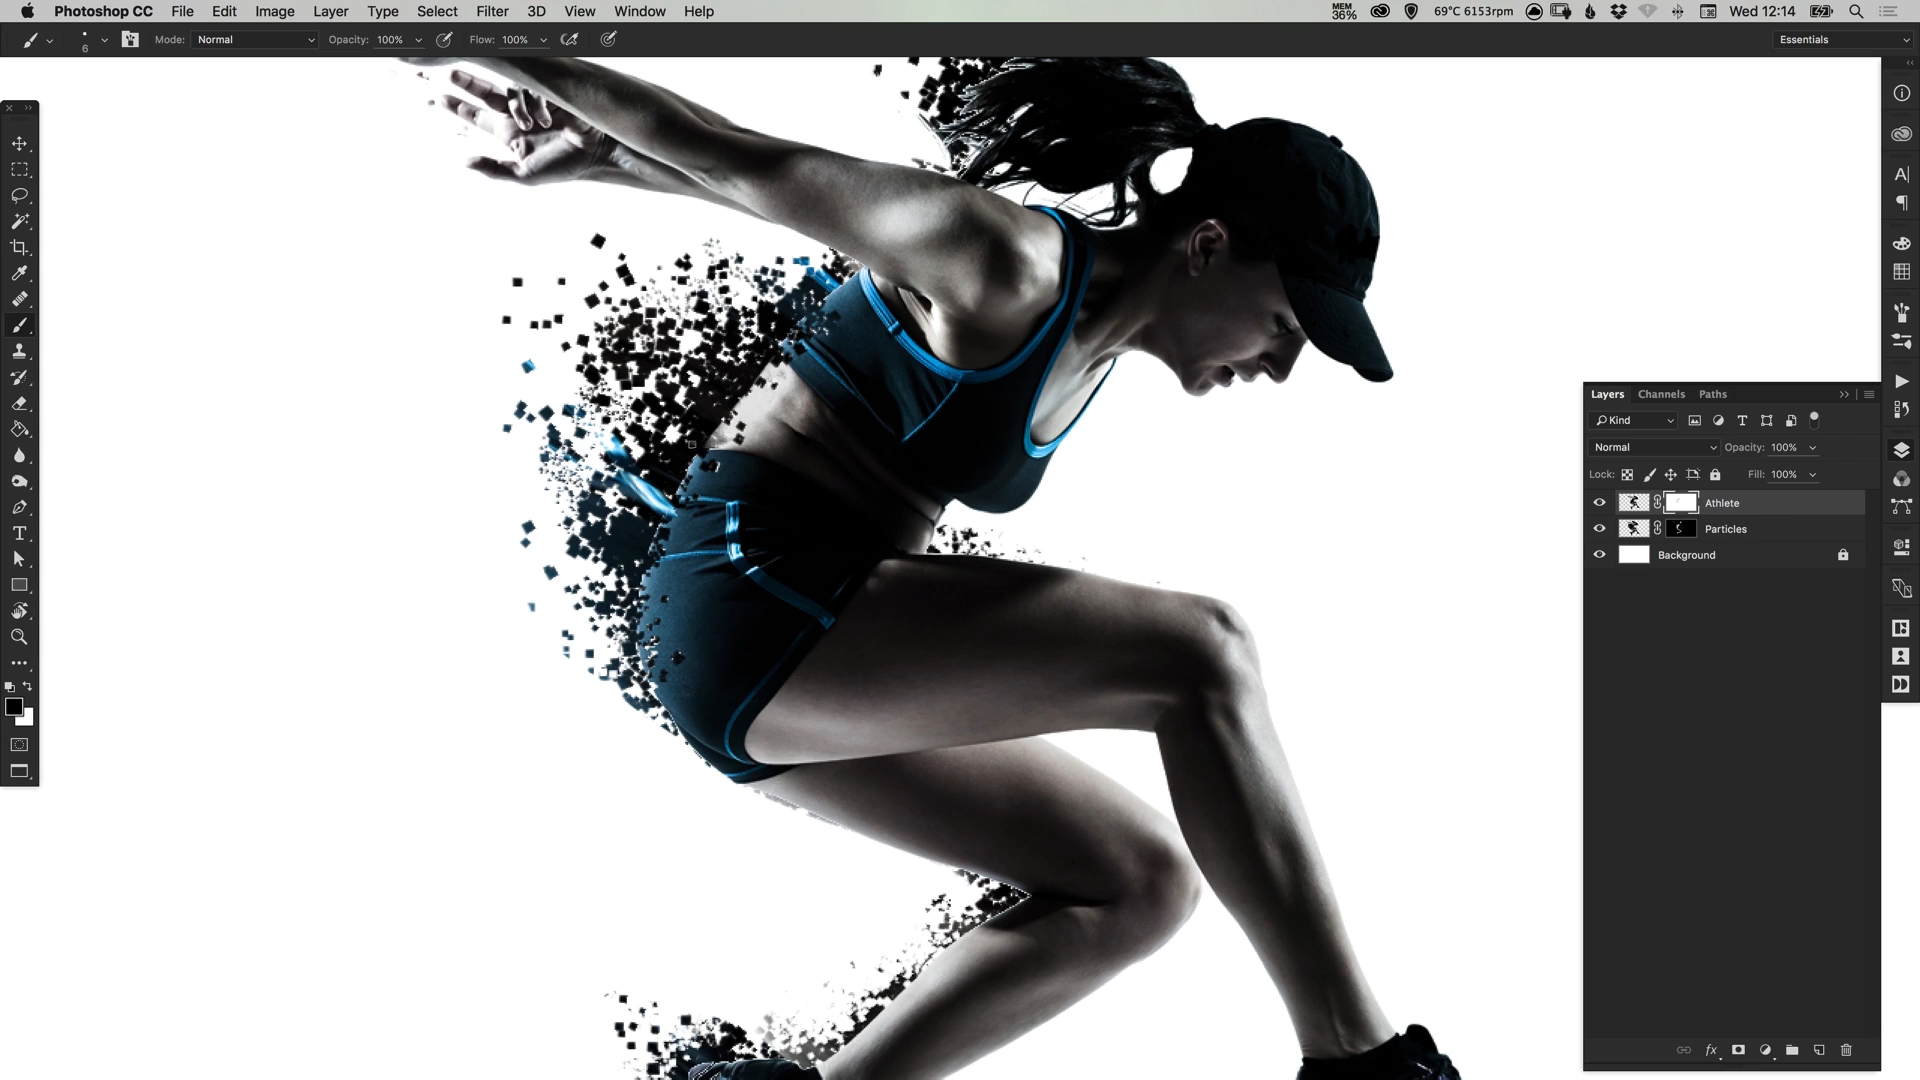 Photoshop CC File Edit Image Layer Type Select Filter 3D View Window Help MEM 36% 69°C 6153rpm Wed 12:14
6 Mode: Normal Opacity: 100% Flow: 100% Essentials
Layers Channels Paths
Kind
Normal Opacity: 100%
Lock: Fill: 100%
Athlete
Particles
Background